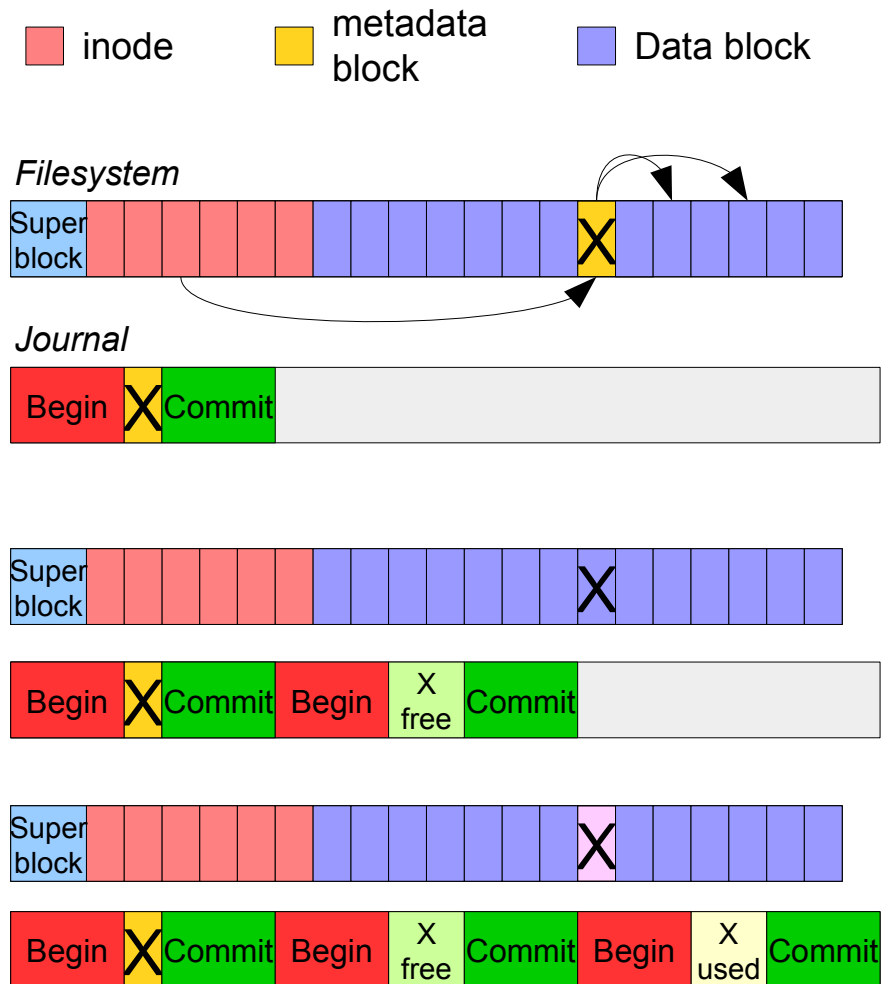 inode
metadata
block
Data block
Filesystem
Super
block
X
Journal
Begin X Commit
Super
block
X
Begin X Commit Begin X
free Commit
Super
block
X
Begin X Commit Begin X
free Commit Begin X
used Commit